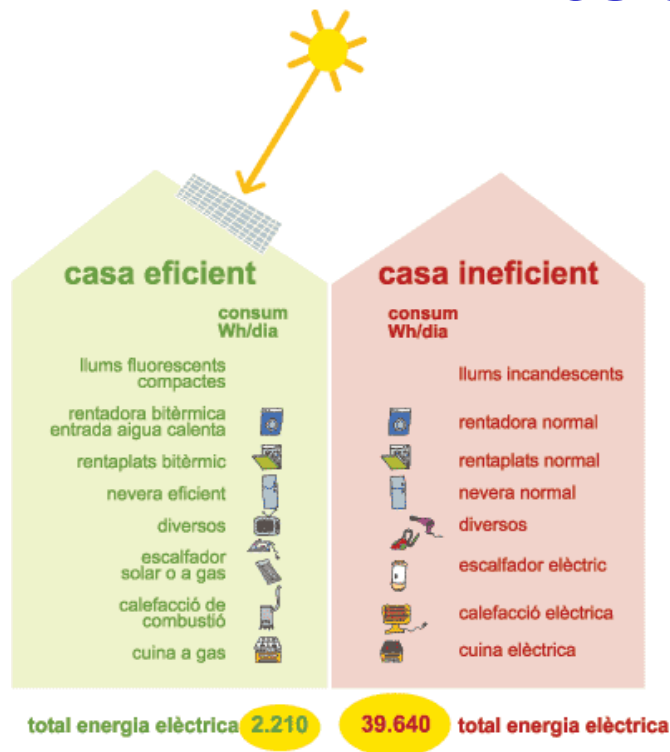 casa eficient
consum
Wh/dia
llums fluorescents
compactes
rentadora bitèrmica
entrada aigua calenta
rentaplats bitèrmic
nevera eficient
diversos
escalfador
solar o a gas
calefacció de
combustió
cuina a gas
total energia elèctrica 2.210
casa ineficient
consum
Wh/dia
llums incandescents
rentadora normal
rentaplats normal
nevera normal
diversos
escalfador elèctric
calefacció elèctrica
cuina elèctrica
39.640 total energia elèctrica